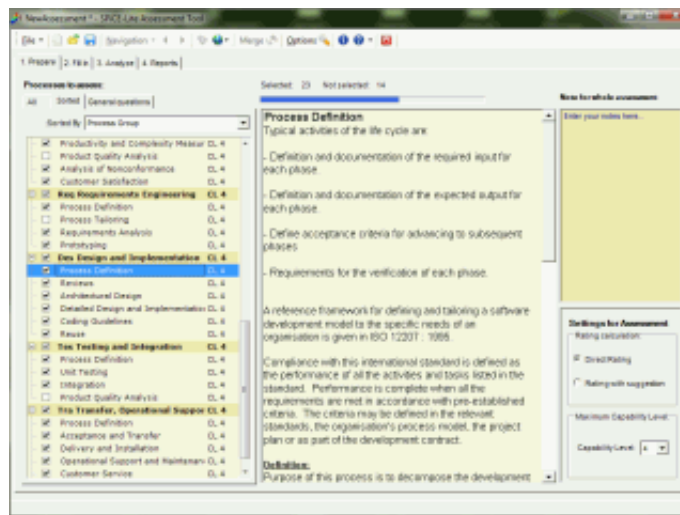 NewAssessment * - SPiCE-Lite Assessment Tool
File Navigation Merge Options
1. Prepare 2. Fill in 3. Analyze 4. Reports
Processes to assess:
All Sorted General questions
Sorted By Process Group
Productivity and Complexity Measur CL 4
Product Quality Analysis CL 4
Analysis of Nonconformance CL 4
Customer Satisfaction CL 4
Req Requirements Engineering CL 4
Process Definition CL 4
Process Tailoring CL 4
Requirements Analysis CL 4
Prototyping CL 4
Des Design and Implementation CL 4
Process Definition CL 4
Reviews CL 4
Architectural Design CL 4
Detailed Design and Implementatio CL 4
Coding Guidelines CL 4
Reuse CL 4
Tes Testing and Integration CL 4
Process Definition CL 4
Unit Testing CL 4
Integration CL 4
Product Quality Analysis CL 4
Tra Transfer, Operational Suppor CL 4
Process Definition CL 4
Acceptance and Transfer CL 4
Delivery and Installation CL 4
Operational Support and Maintenan CL 4
Customer Service CL 4
Selected: 23 Not selected: 14
Process Definition
Typical activities of the life cycle are:
- Definition and documentation of the required input for
each phase.
- Definition and documentation of the expected output for
each phase.
- Define acceptance criteria for advancing to subsequent
phases
- Requirements for the verification of each phase.
A reference framework for defining and tailoring a software
development model to the specific needs of an
organisation is given in ISO 12207 : 1995.
Compliance with this international standard is defined as
the performance of all the activities and tasks listed in the
standard. Performance is complete when all the
requirements are met in accordance with pre-established
criteria. The criteria may be defined in the relevant
standards, the organisation's process model, the project
plan or as part of the development contract.
Definition:
Purpose of this process is to decompose the development
Note for whole assessment:
Enter your notes here...
Settings for Assessment
Rating calculation:
Direct Rating
Rating with suggestion
Maximum Capability Level:
Capability Level: 4